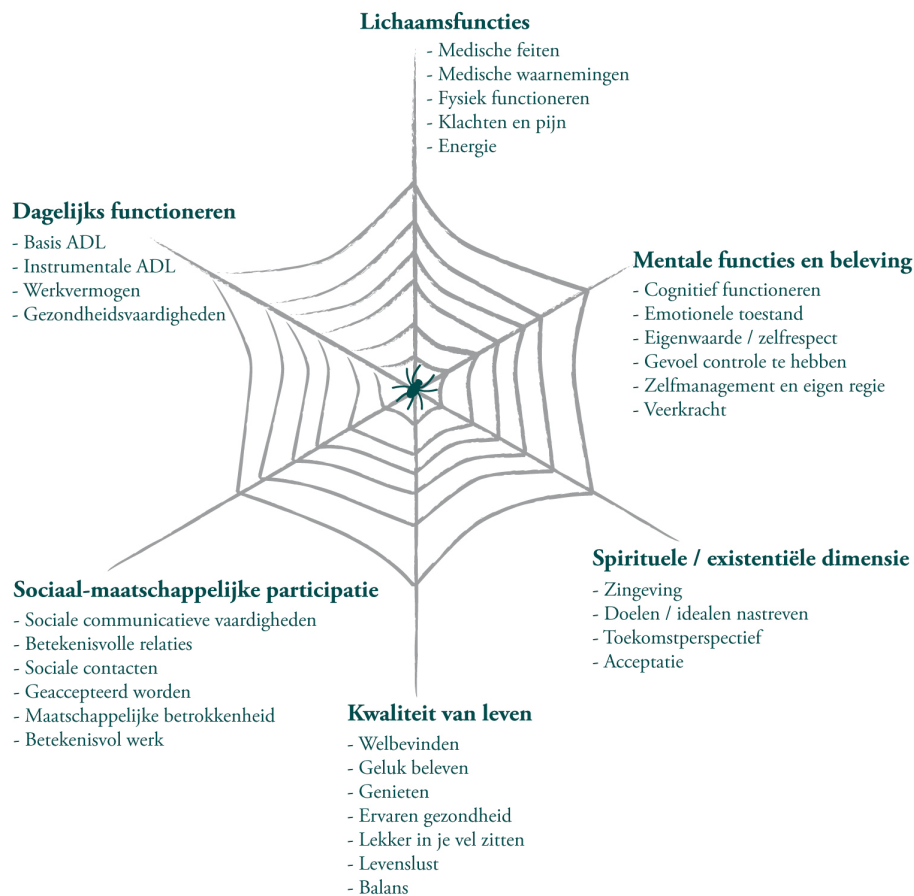 Lichaamsfuncties
- Medische feiten
- Medische waarnemingen
- Fysiek functioneren
- Klachten en pijn
- Energie
Dagelijks functioneren
- Basis ADL
- Instrumentale ADL
- Werkvermogen
- Gezondheidsvaardigheden
Mentale functies en beleving
- Cognitief functioneren
- Emotionele toestand
- Eigenwaarde / zelfrespect
- Gevoel controle te hebben
- Zelfmanagement en eigen regie
- Veerkracht
Spirituele / existentiële dimensie
- Zingeving
- Doelen / idealen nastreven
- Toekomstperspectief
- Acceptatie
Sociaal-maatschappelijke participatie
- Sociale communicatieve vaardigheden
- Betekenisvolle relaties
- Sociale contacten
- Geaccepteerd worden
- Maatschappelijke betrokkenheid
- Betekenisvol werk
Kwaliteit van leven
- Welbevinden
- Geluk beleven
- Genieten
- Ervaren gezondheid
- Lekker in je vel zitten
- Levenslust
- Balans